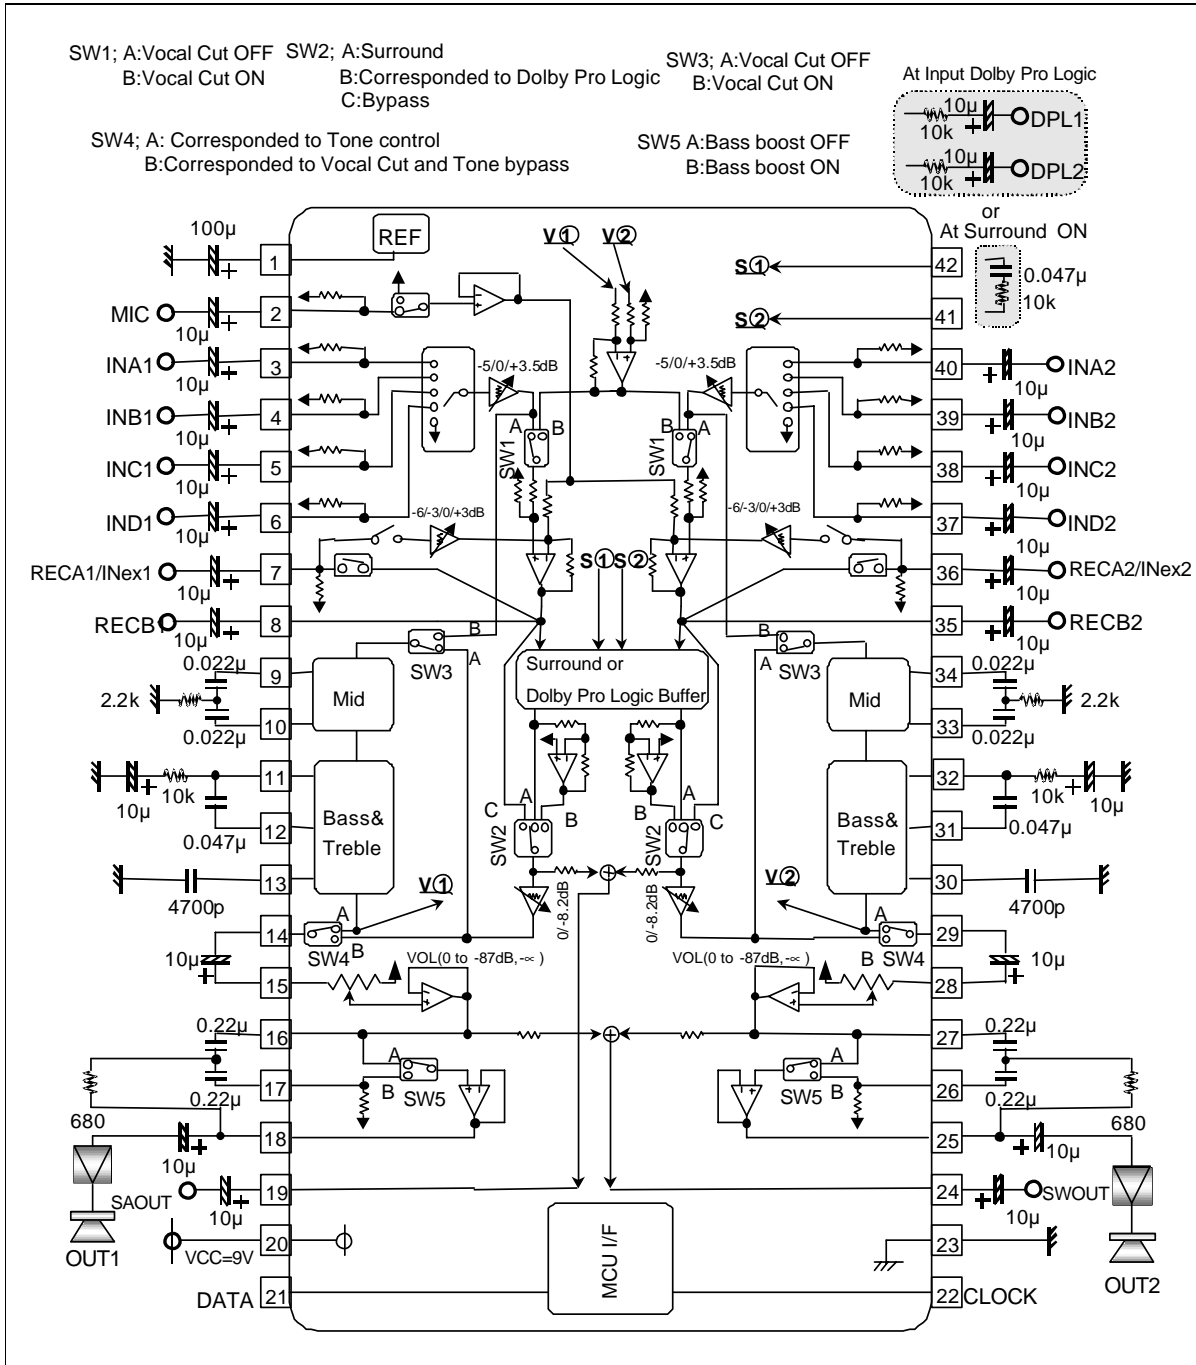 SW1; A:Vocal Cut OFF
B:Vocal Cut ON
SW2; A:Surround
B:Corresponded to Dolby Pro Logic
C:Bypass
SW3; A:Vocal Cut OFF
B:Vocal Cut ON
SW4; A: Corresponded to Tone control
B:Corresponded to Vocal Cut and Tone bypass
SW5 A:Bass boost OFF
B:Bass boost ON
At Input Dolby Pro Logic
10µ
+
10k
DPL1
10µ
+
10k
DPL2
or
At Surround ON
0.047µ
10k
100µ
+
1
REF
V①
V②
S①
42
MIC
10µ
+
2
S②
41
INA1
10µ
+
3
-5/0/+3.5dB
-5/0/+3.5dB
40
+
10µ
INA2
INB1
10µ
+
4
A
B
SW1
B
A
SW1
39
+
10µ
INB2
INC1
10µ
+
5
38
+
10µ
INC2
IND1
10µ
+
6
-6/-3/0/+3dB
-6/-3/0/+3dB
37
+
10µ
IND2
RECA1/INex1
10µ
+
7
S①
S②
36
+
10µ
RECA2/INex2
RECB1
10µ
+
8
35
+
10µ
RECB2
B
A
SW3
B
A
SW3
Surround or
Dolby Pro Logic Buffer
0.022µ
9
2.2k
Mid
10
0.022µ
34
0.022µ
Mid
2.2k
33
0.022µ
11
10µ
+
10k
12
0.047µ
Bass&
Treble
13
4700p
32
10k
+
10µ
31
0.047µ
Bass&
Treble
30
4700p
C
A
B
SW2
A
B
C
SW2
0/-8.2dB
0/-8.2dB
V①
V②
14
A
B
SW4
10µ
+
15
VOL(0 to -87dB,-∞ )
VOL(0 to -87dB,-∞ )
A
B
SW4
29
10µ
+
28
0.22µ
16
A
B
SW5
17
0.22µ
680
27
0.22µ
A
B
SW5
26
0.22µ
680
18
10µ
+
25
+
10µ
SAOUT
10µ
+
19
24
+
10µ
SWOUT
OUT1
VCC=9V
20
MCU I/F
23
OUT2
DATA
21
22
CLOCK